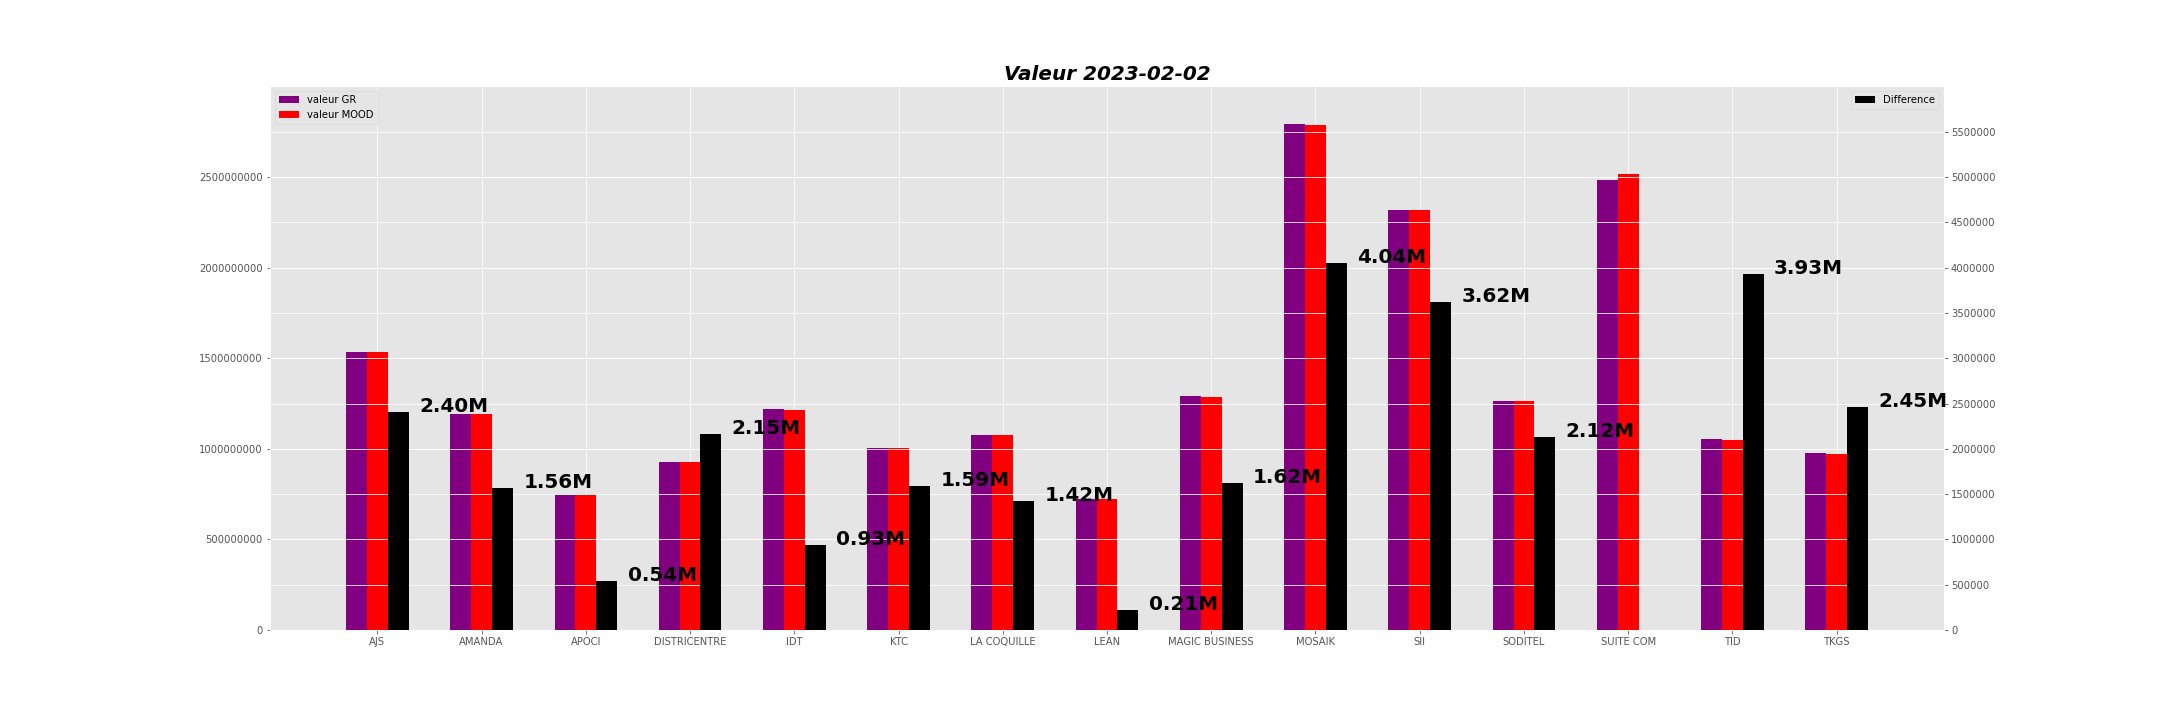 Valeur 2023-02-02
valeur GR
valeur MOOD
Difference
2500000000
2000000000
1500000000
1000000000
500000000
0
5500000
5000000
4500000
4000000
3500000
3000000
2500000
2000000
1500000
1000000
500000
0
2.40M
1.56M
0.54M
2.15M
0.93M
1.59M
1.42M
0.21M
1.62M
4.04M
3.62M
2.12M
3.93M
2.45M
AJS
AMANDA
APOCI
DISTRICENTRE
IDT
KTC
LA COQUILLE
LEAN
MAGIC BUSINESS
MOSAIK
SII
SODITEL
SUITE COM
TID
TKGS